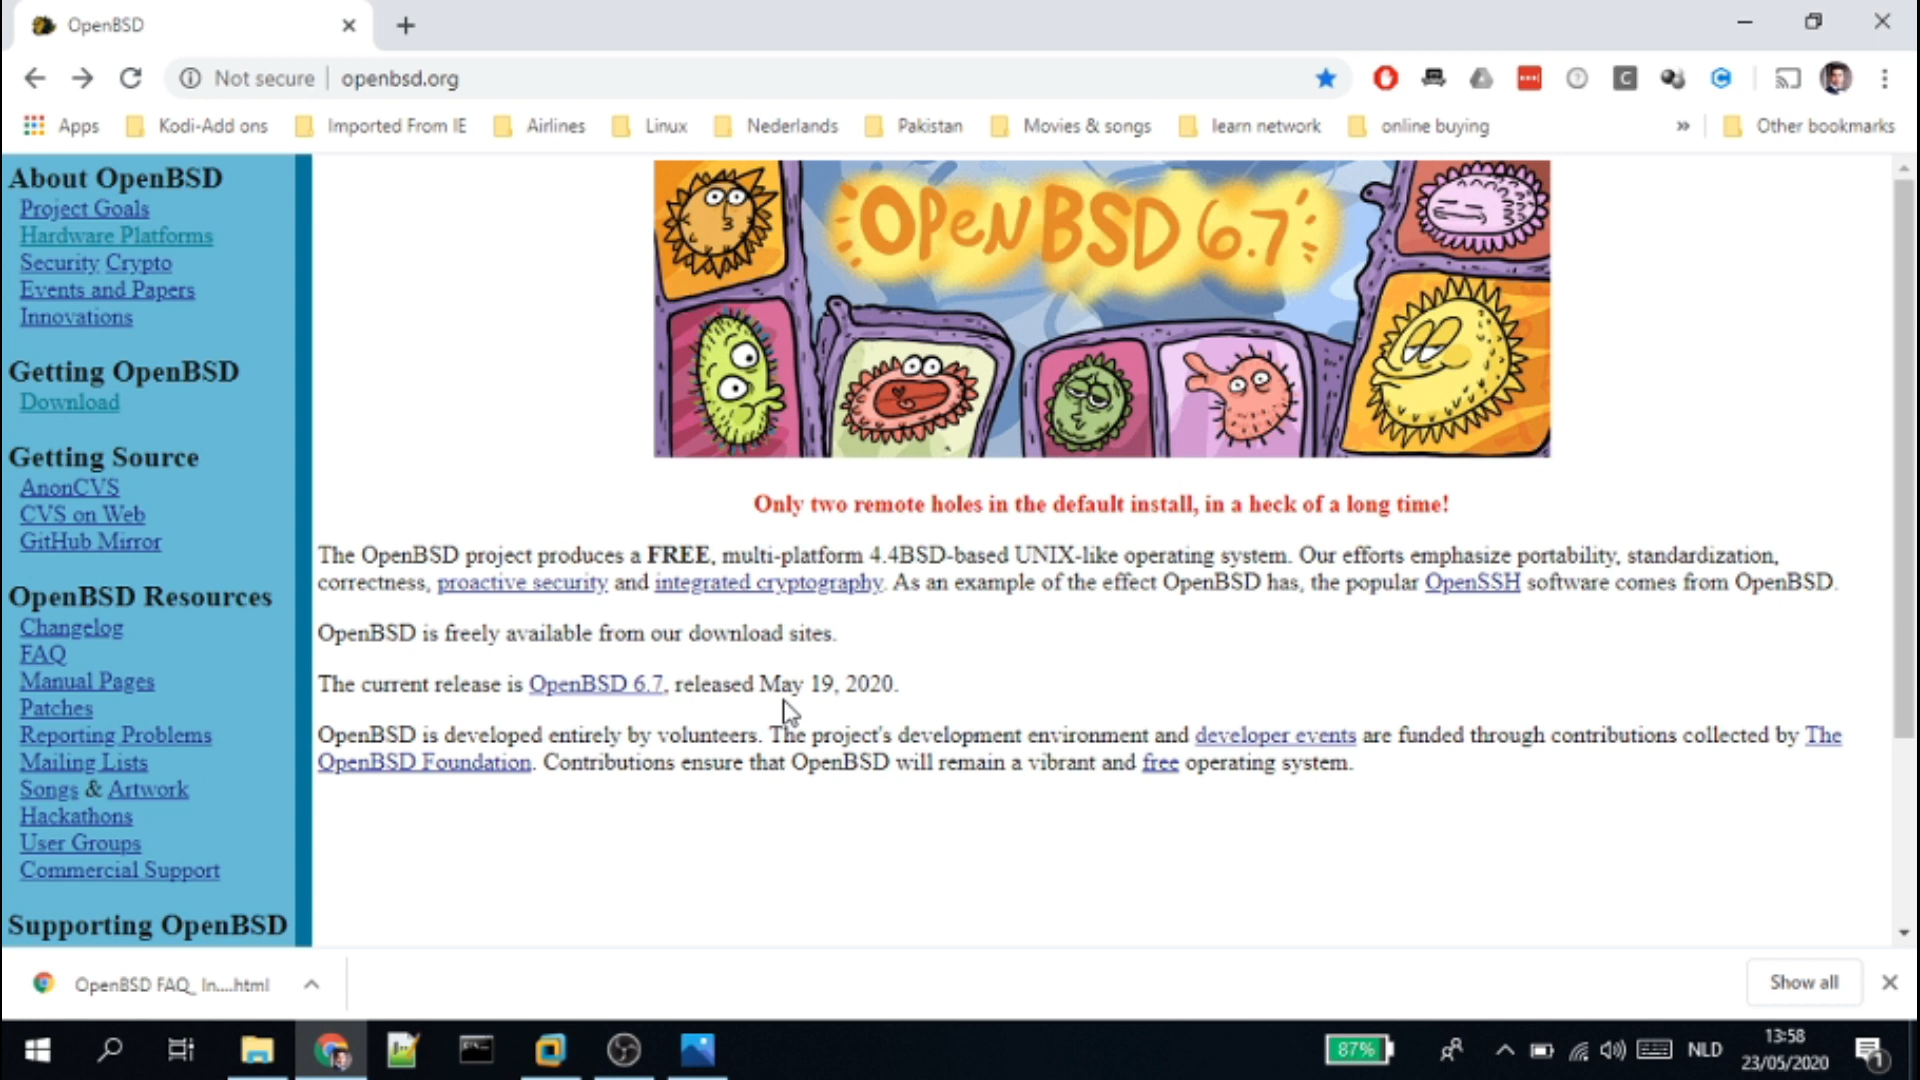 OpenBSD
Not secure
openbsd.org
Apps
Kodi-Add ons
Imported From IE
Airlines
Linux
Nederlands
Pakistan
Movies & songs
learn network
online buying
»
Other bookmarks
About OpenBSD
Project Goals
Hardware Platforms
Security Crypto
Events and Papers
Innovations
Getting OpenBSD
Download
Getting Source
AnonCVS
CVS on Web
GitHub Mirror
OpenBSD Resources
Changelog
FAQ
Manual Pages
Patches
Reporting Problems
Mailing Lists
Songs & Artwork
Hackathons
User Groups
Commercial Support
Supporting OpenBSD
OPeN BSD 6.7
Only two remote holes in the default install, in a heck of a long time!
The OpenBSD project produces a FREE, multi-platform 4.4BSD-based UNIX-like operating system. Our efforts emphasize portability, standardization,
correctness, proactive security and integrated cryptography. As an example of the effect OpenBSD has, the popular OpenSSH software comes from OpenBSD.
OpenBSD is freely available from our download sites.
The current release is OpenBSD 6.7, released May 19, 2020.
OpenBSD is developed entirely by volunteers. The project's development environment and developer events are funded through contributions collected by The
OpenBSD Foundation. Contributions ensure that OpenBSD will remain a vibrant and free operating system.
OpenBSD FAQ_ In....html
Show all
87%
NLD
13:58
23/05/2020
1